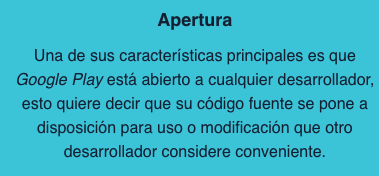 Apertura
Una de sus características principales es que
Google Play está abierto a cualquier desarrollador,
esto quiere decir que su código fuente se pone a
disposición para uso o modificación que otro
desarrollador considere conveniente.